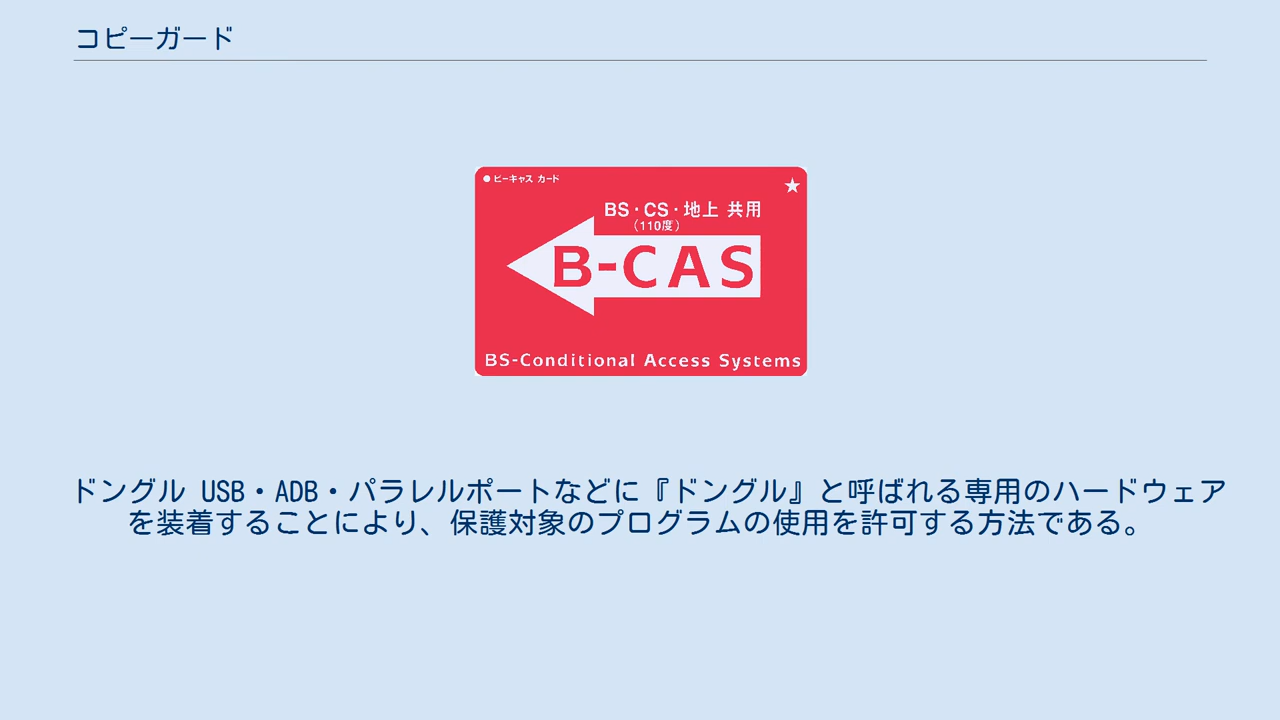 コピーガード
●ビーキャス カード
★
BS・CS・地上 共用
（110度）
B-CAS
BS-Conditional Access Systems
ドングル USB・ADB・パラレルポートなどに『ドングル』と呼ばれる専用のハードウェア
を装着することにより、保護対象のプログラムの使用を許可する方法である。